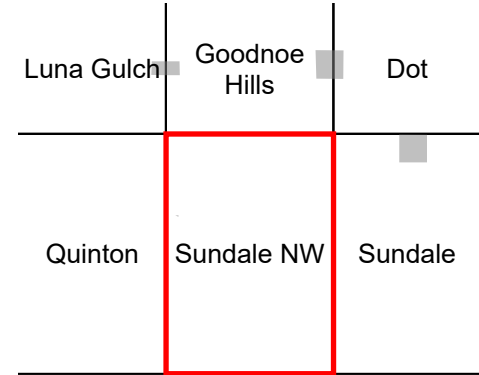 Luna Gulch
Goodnoe
Hills
Dot
Quinton
Sundale NW
Sundale